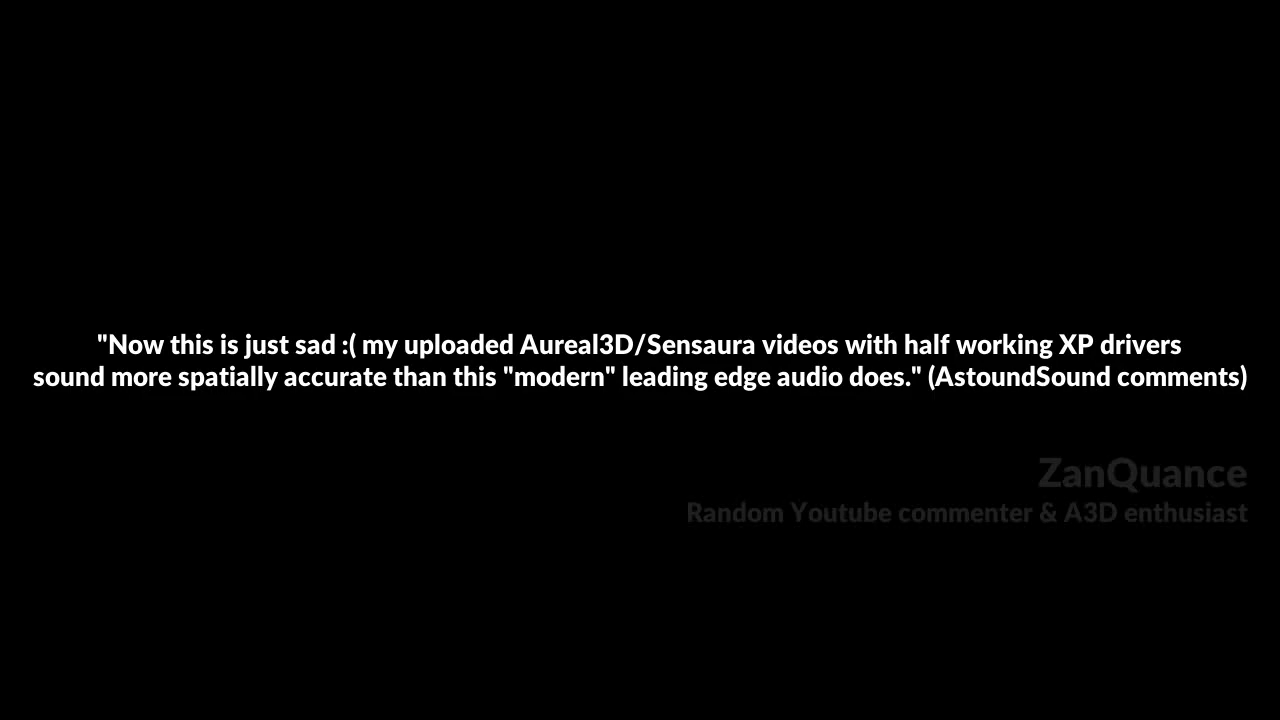 "Now this is just sad :( my uploaded Aureal3D/Sensaura videos with half working XP drivers
sound more spatially accurate than this "modern" leading edge audio does." (AstoundSound comments)
ZanQuance
Random Youtube commenter & A3D enthusiast